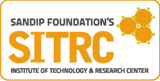 SANDIP FOUNDATION'S
SITRC
INSTITUTE OF TECHNOLOGY & RESEARCH CENTER